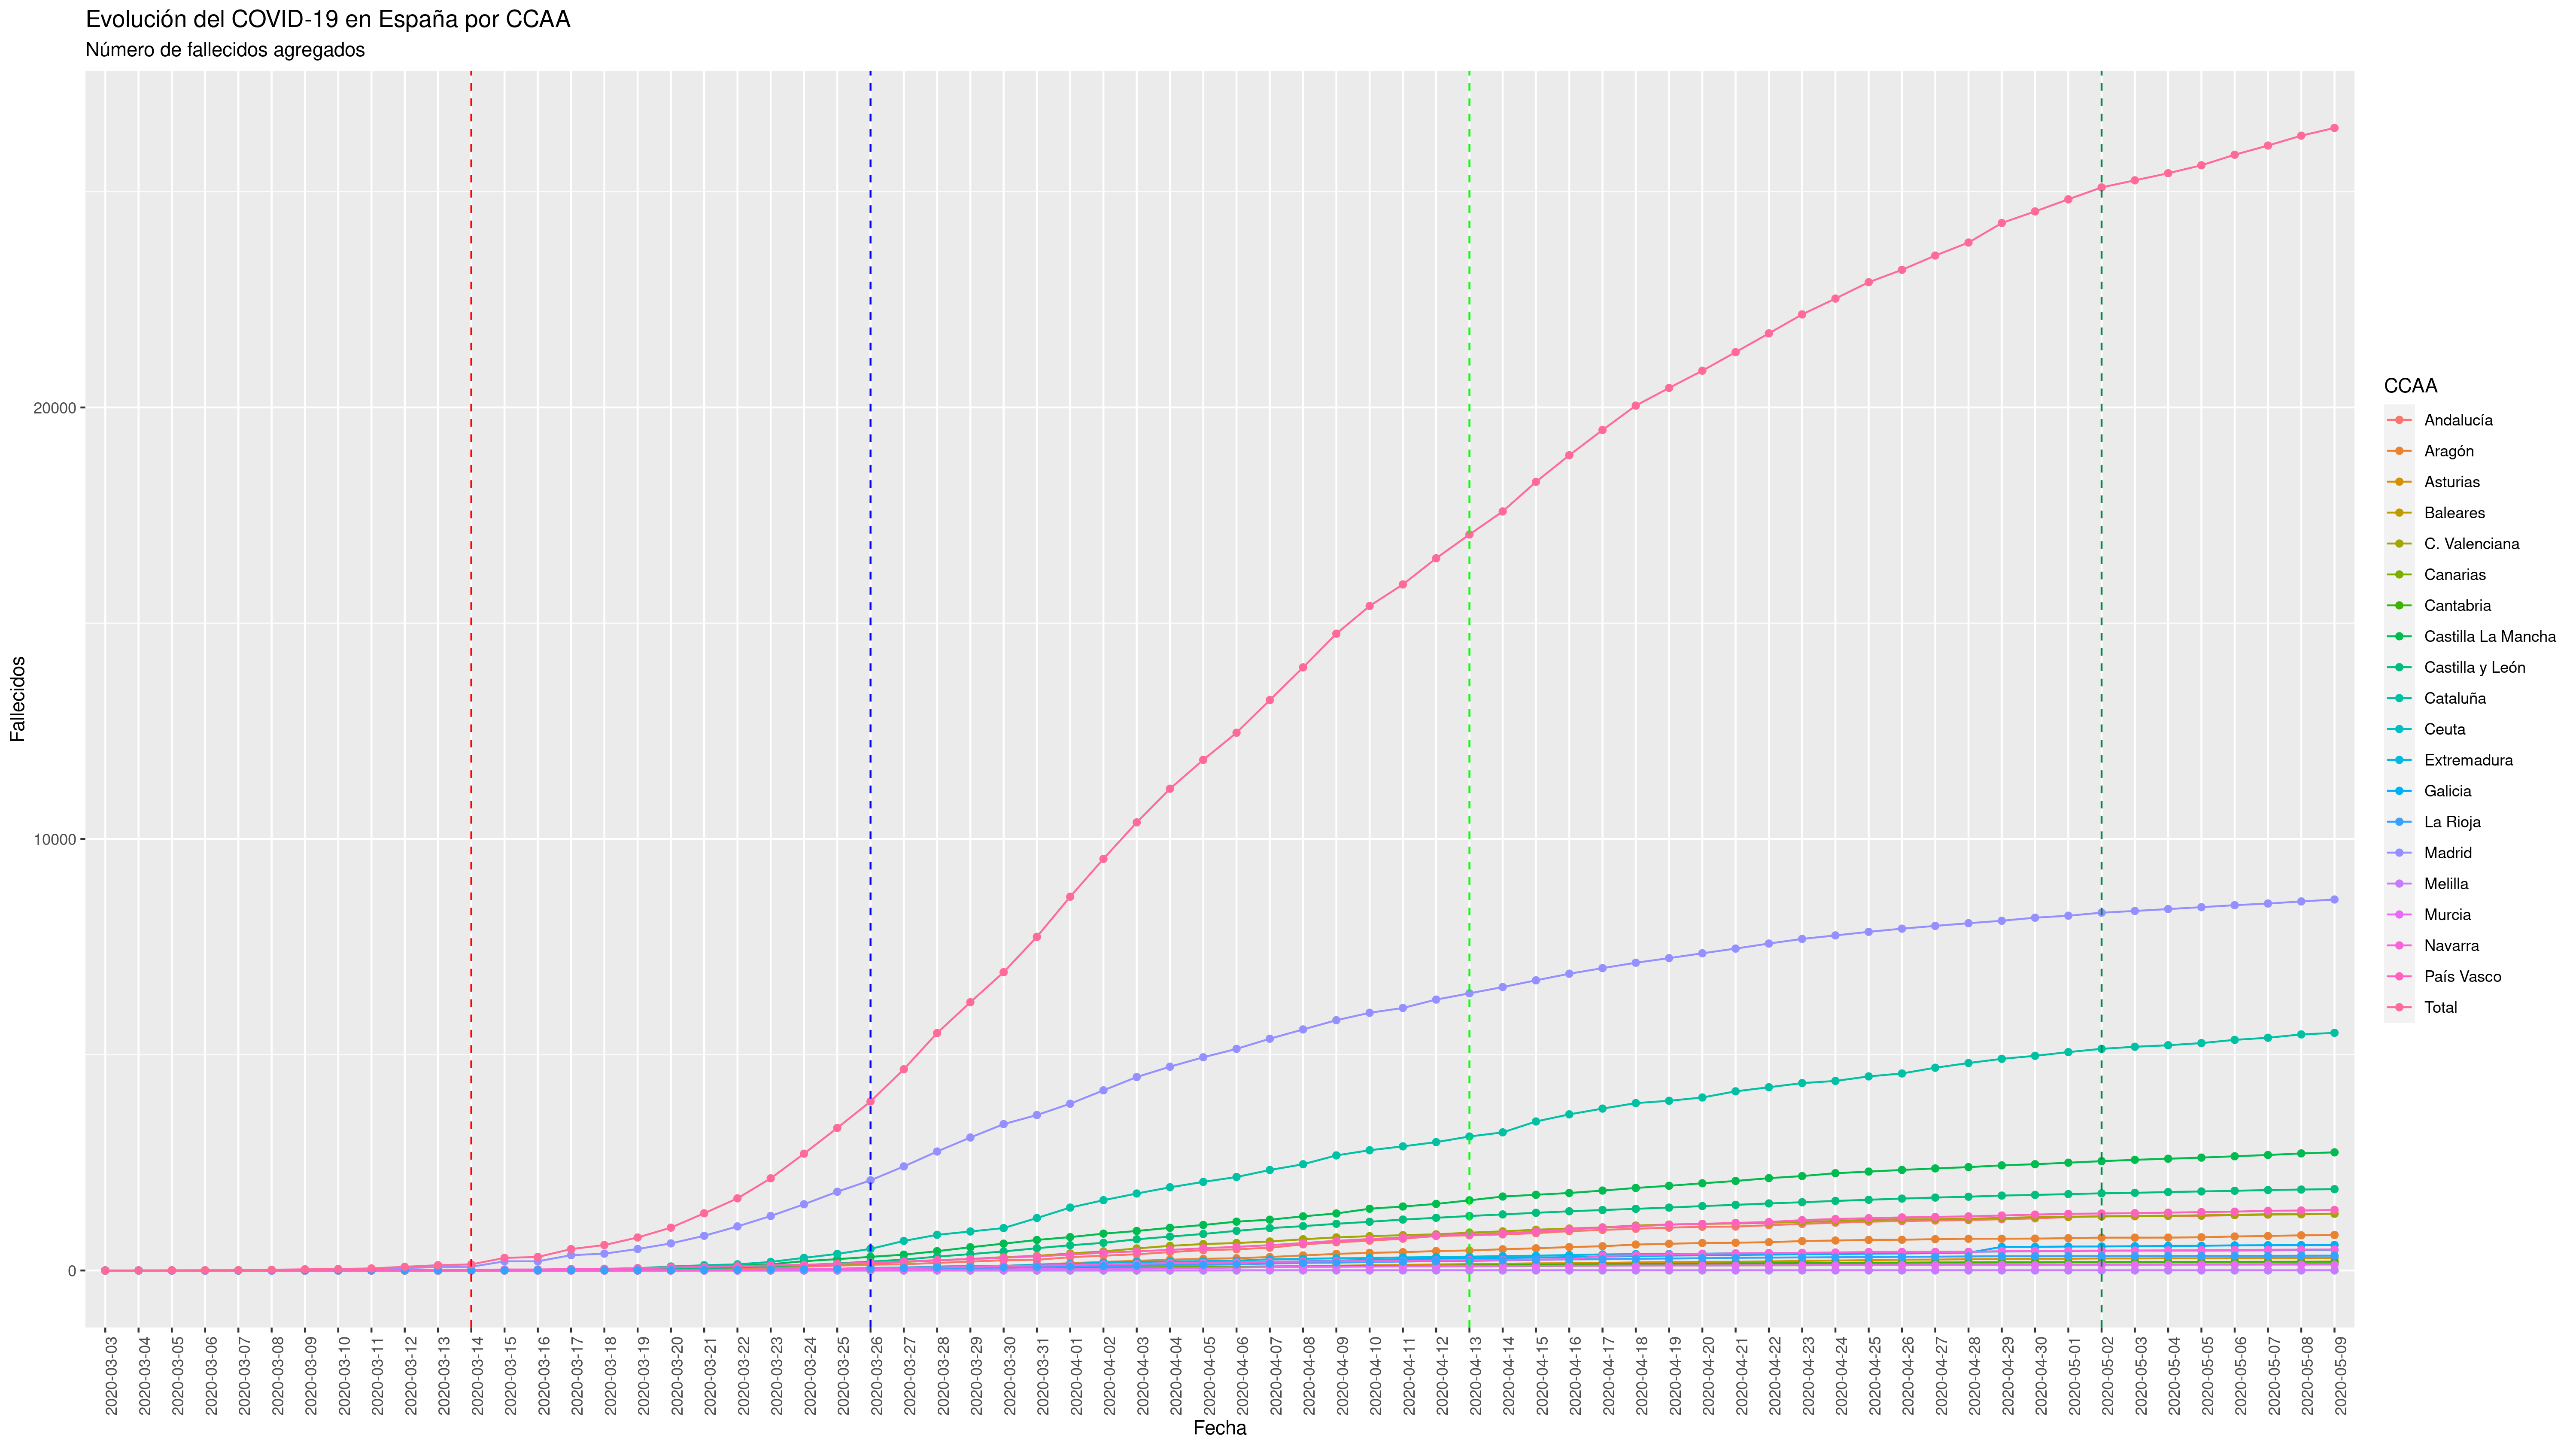 Evolución del COVID-19 en España por CCAA
Número de fallecidos agregados
Fallecidos
20000
10000
0
2020-03-03
2020-03-04
2020-03-05
2020-03-06
2020-03-07
2020-03-08
2020-03-09
2020-03-10
2020-03-11
2020-03-12
2020-03-13
2020-03-14
2020-03-15
2020-03-16
2020-03-17
2020-03-18
2020-03-19
2020-03-20
2020-03-21
2020-03-22
2020-03-23
2020-03-24
2020-03-25
2020-03-26
2020-03-27
2020-03-28
2020-03-29
2020-03-30
2020-03-31
2020-04-01
2020-04-02
2020-04-03
2020-04-04
2020-04-05
2020-04-06
2020-04-07
2020-04-08
2020-04-09
2020-04-10
2020-04-11
2020-04-12
2020-04-13
2020-04-14
2020-04-15
2020-04-16
2020-04-17
2020-04-18
2020-04-19
2020-04-20
2020-04-21
2020-04-22
2020-04-23
2020-04-24
2020-04-25
2020-04-26
2020-04-27
2020-04-28
2020-04-29
2020-04-30
2020-05-01
2020-05-02
2020-05-03
2020-05-04
2020-05-05
2020-05-06
2020-05-07
2020-05-08
2020-05-09
Fecha
CCAA
Andalucía
Aragón
Asturias
Baleares
C. Valenciana
Canarias
Cantabria
Castilla La Mancha
Castilla y León
Cataluña
Ceuta
Extremadura
Galicia
La Rioja
Madrid
Melilla
Murcia
Navarra
País Vasco
Total